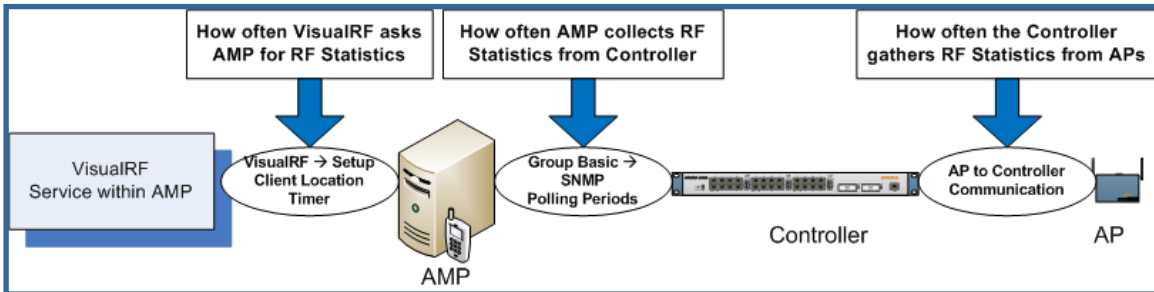 How often VisualRF asks
AMP for RF Statistics
How often AMP collects RF
Statistics from Controller
How often the Controller
gathers RF Statistics from APs
VisualRF
Service within AMP
VisualRF → Setup
Client Location
Timer
Group Basic →
SNMP
Polling Periods
AP to Controller
Communication
AMP
Controller
AP